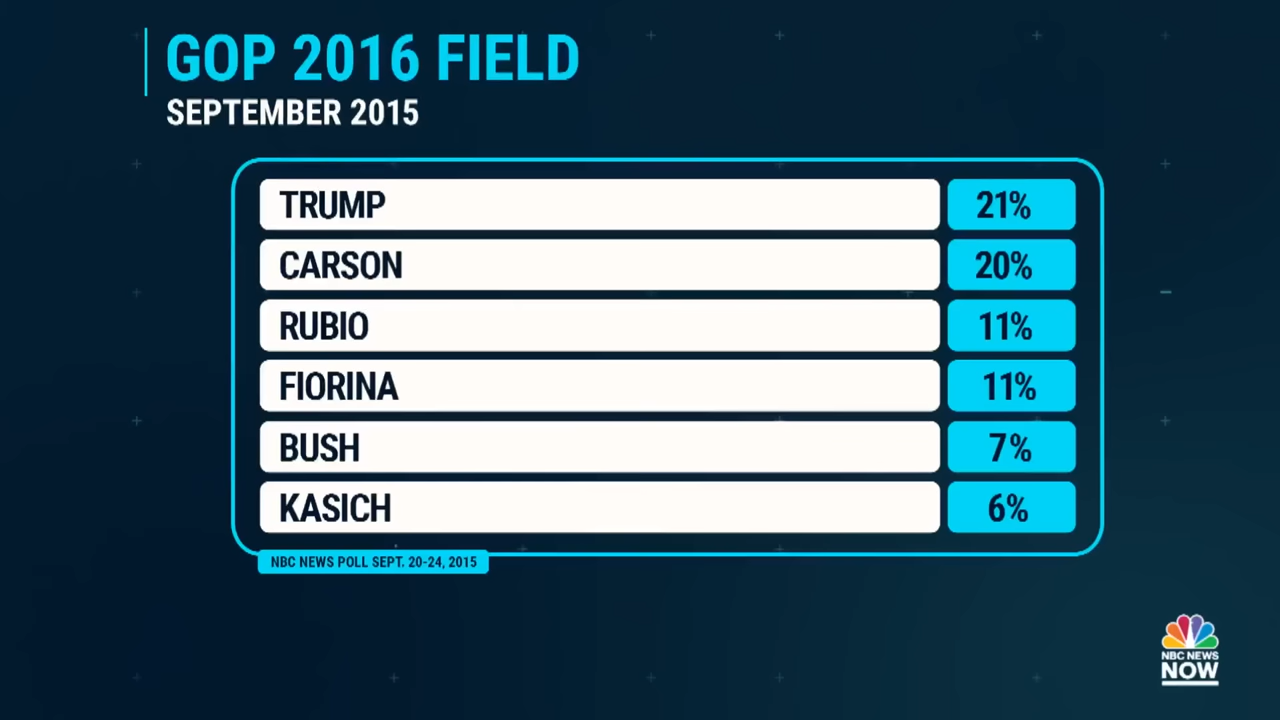 GOP 2016 FIELD
SEPTEMBER 2015
TRUMP 21%
CARSON 20%
RUBIO 11%
FIORINA 11%
BUSH 7%
KASICH 6%
NBC NEWS POLL SEPT. 20-24, 2015
NBC NEWS
NOW